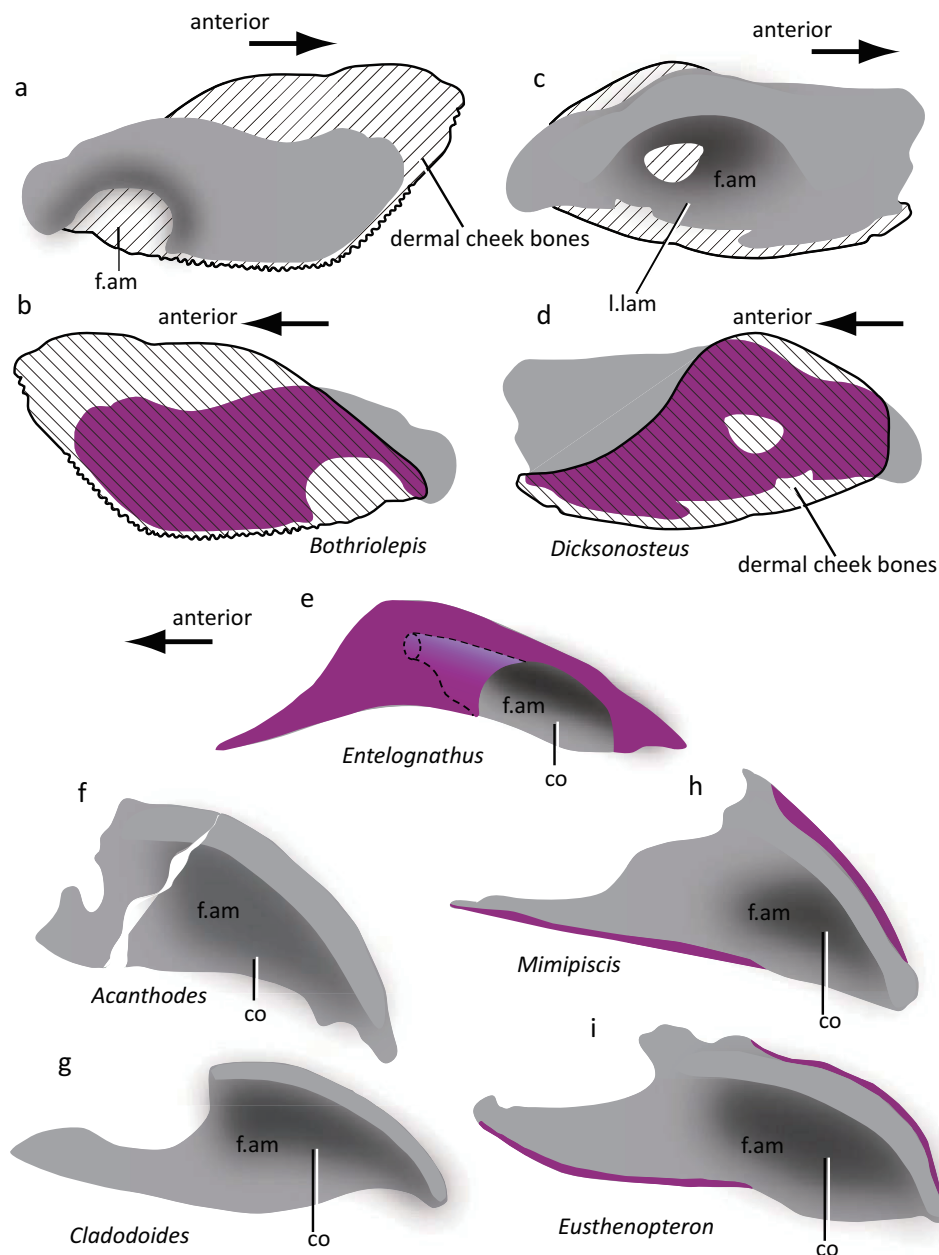 anterior
a
f.am
dermal cheek bones
anterior
c
f.am
l.lam
b
anterior
Bothriolepis
d
anterior
Dicksonosteus
dermal cheek bones
e
anterior
f.am
Entelognathus
co
f
f.am
Acanthodes
co
h
f.am
Mimipiscis
co
g
f.am
Cladodoides
co
i
f.am
Eusthenopteron
co